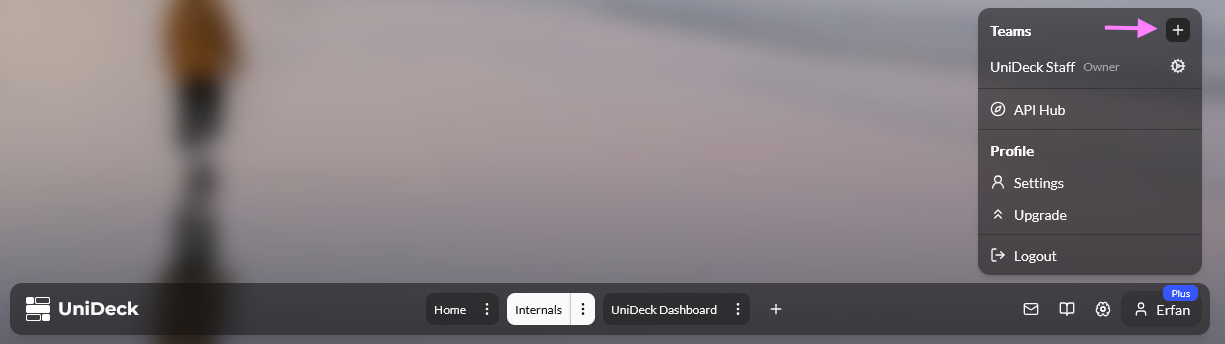 Teams
UniDeck Staff Owner
API Hub
Profile
Settings
Upgrade
Logout
UniDeck
Home
Internals
UniDeck Dashboard
Plus
Erfan